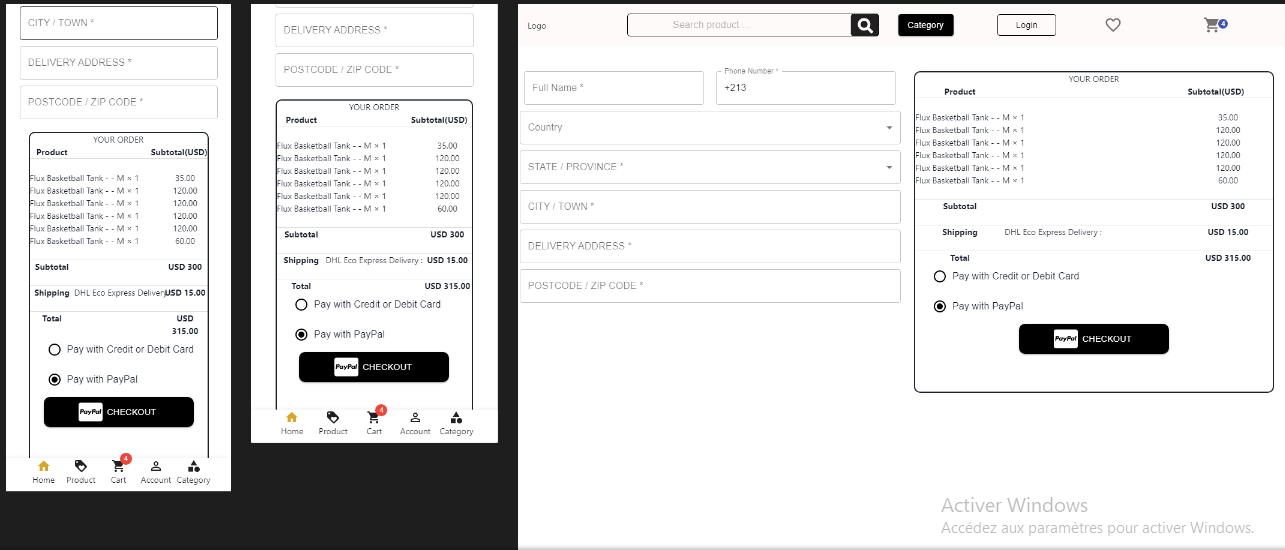 CITY / TOWN *
DELIVERY ADDRESS *
POSTCODE / ZIP CODE *
YOUR ORDER
Product Subtotal(USD)
Flux Basketball Tank - - M × 1 35.00
Flux Basketball Tank - - M × 1 120.00
Flux Basketball Tank - - M × 1 120.00
Flux Basketball Tank - - M × 1 120.00
Flux Basketball Tank - - M × 1 60.00
Subtotal USD 300
Shipping DHL Eco Express Delivery USD 15.00
Total USD
315.00
Pay with Credit or Debit Card
Pay with PayPal
PayPal CHECKOUT
4
Home Product Cart Account Category
DELIVERY ADDRESS *
POSTCODE / ZIP CODE *
YOUR ORDER
Product Subtotal(USD)
Flux Basketball Tank - - M × 1 35.00
Flux Basketball Tank - - M × 1 120.00
Flux Basketball Tank - - M × 1 120.00
Flux Basketball Tank - - M × 1 120.00
Flux Basketball Tank - - M × 1 120.00
Flux Basketball Tank - - M × 1 60.00
Subtotal USD 300
Shipping DHL Eco Express Delivery : USD 15.00
Total USD 315.00
Pay with Credit or Debit Card
Pay with PayPal
PayPal CHECKOUT
4
Home Product Cart Account Category
Logo Search product ... Category Login 4
Full Name *
Phone Number *
+213
Country
STATE / PROVINCE *
CITY / TOWN *
DELIVERY ADDRESS *
POSTCODE / ZIP CODE *
YOUR ORDER
Product Subtotal(USD)
Flux Basketball Tank - - M × 1 35.00
Flux Basketball Tank - - M × 1 120.00
Flux Basketball Tank - - M × 1 120.00
Flux Basketball Tank - - M × 1 120.00
Flux Basketball Tank - - M × 1 120.00
Flux Basketball Tank - - M × 1 60.00
Subtotal USD 300
Shipping DHL Eco Express Delivery : USD 15.00
Total USD 315.00
Pay with Credit or Debit Card
Pay with PayPal
PayPal CHECKOUT
Activer Windows
Accédez aux paramètres pour activer Windows.